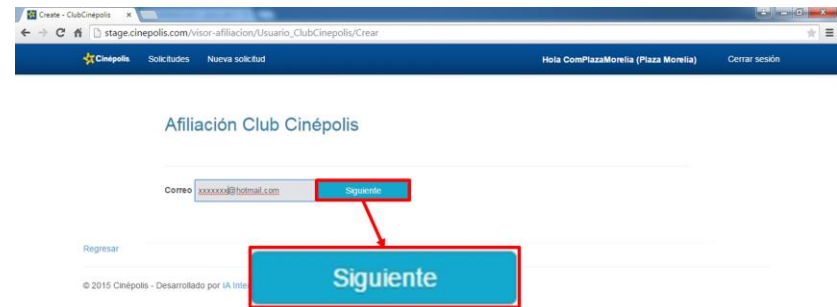 Create - ClubCinépolis
stage.cinepolis.com/visor-afiliacion/Usuario_ClubCinepolis/Crear
Cinépolis Solicitudes Nueva solicitud Hola ComPlazaMorelia (Plaza Morelia) Cerrar sesión
Afiliación Club Cinépolis
Correo xxxxxxx@hotmail.com Siguiente
Regresar
Siguiente
© 2015 Cinépolis - Desarrollado por IA Inte